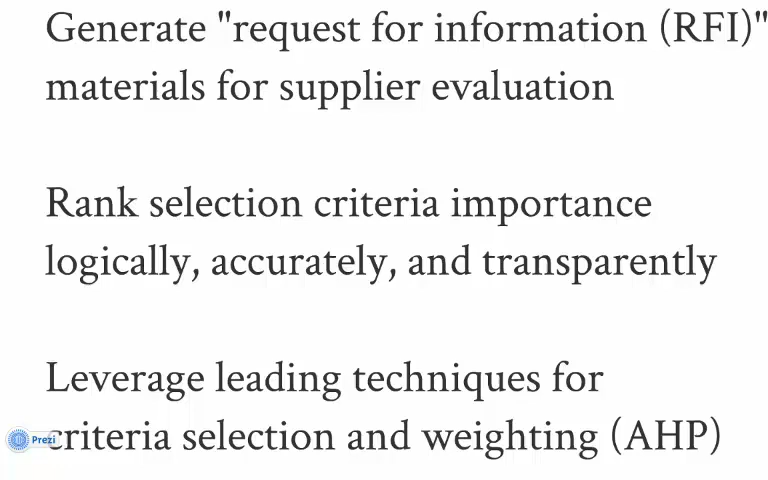 Generate "request for information (RFI)"
materials for supplier evaluation
Rank selection criteria importance
logically, accurately, and transparently
Leverage leading techniques for
criteria selection and weighting (AHP)
Prezi